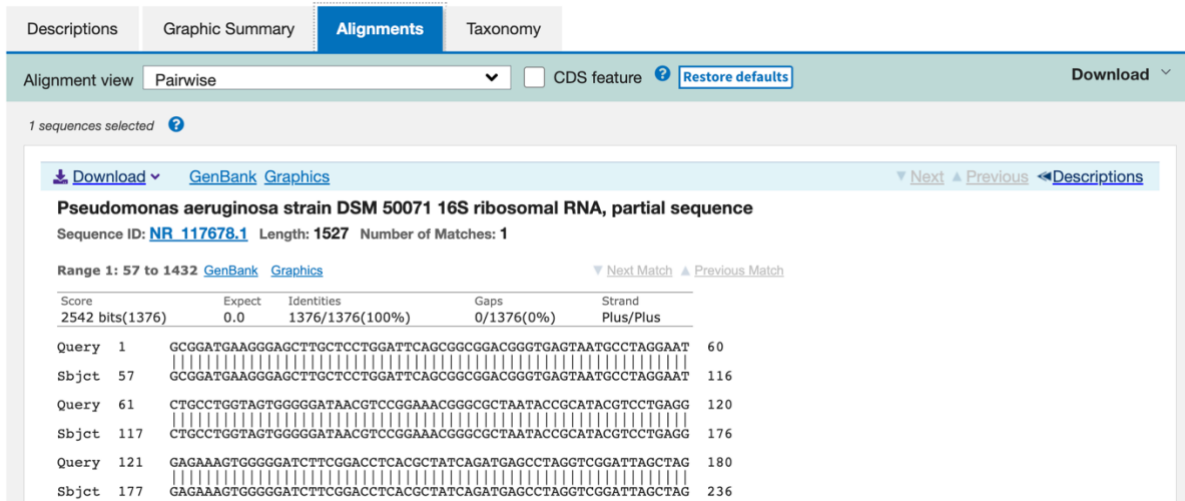 Descriptions Graphic Summary Alignments Taxonomy
Alignment view Pairwise CDS feature ? Restore defaults Download
1 sequences selected ?
Download GenBank Graphics Next Previous Descriptions
Pseudomonas aeruginosa strain DSM 50071 16S ribosomal RNA, partial sequence
Sequence ID: NR_117678.1 Length: 1527 Number of Matches: 1
Range 1: 57 to 1432 GenBank Graphics Next Match Previous Match
Score Expect Identities Gaps Strand
2542 bits(1376) 0.0 1376/1376(100%) 0/1376(0%) Plus/Plus
Query 1 GCGGATGAAGGGAGCTTGCTCCTGGATTCAGCGGCGGACGGGTGAGTAATGCCTAGGAAT 60
Sbjct 57 GCGGATGAAGGGAGCTTGCTCCTGGATTCAGCGGCGGACGGGTGAGTAATGCCTAGGAAT 116
Query 61 CTGCCTGGTAGTGGGGGATAACGTCCGGAAACGGGCGCTAATACCGCATACGTCCTGAGG 120
Sbjct 117 CTGCCTGGTAGTGGGGGATAACGTCCGGAAACGGGCGCTAATACCGCATACGTCCTGAGG 176
Query 121 GAGAAAGTGGGGGATCTTCGGACCTCACGCTATCAGATGAGCCTAGGTCGGATTAGCTAG 180
Sbjct 177 GAGAAAGTGGGGGATCTTCGGACCTCACGCTATCAGATGAGCCTAGGTCGGATTAGCTAG 236